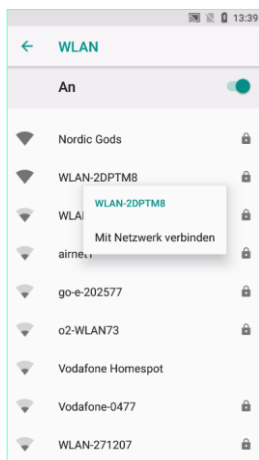 13:39
WLAN
An
Nordic Gods
WLAN-2DPTM8
WLAN-2DPTM8
Mit Netzwerk verbinden
go-e-202577
o2-WLAN73
Vodafone Homespot
Vodafone-0477
WLAN-271207